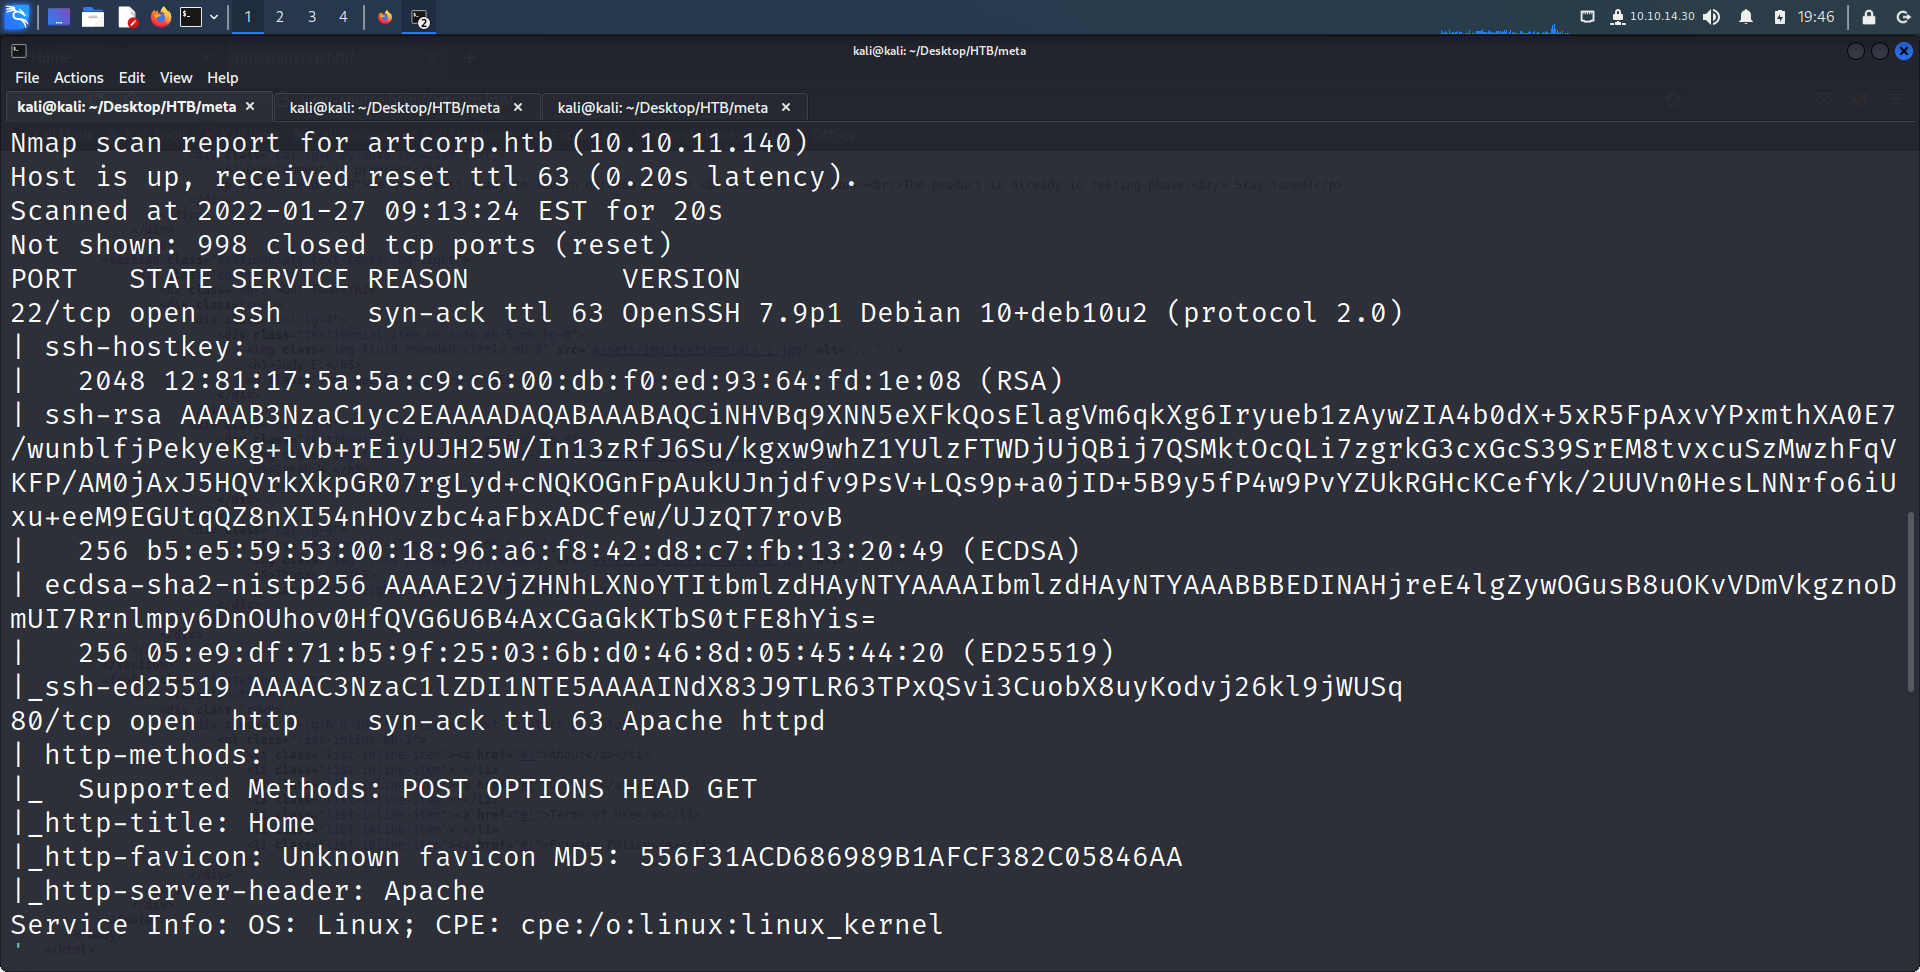 1 2 3 4 2 10.10.14.30 19:46
kali@kali: ~/Desktop/HTB/meta
File Actions Edit View Help
kali@kali: ~/Desktop/HTB/meta kali@kali: ~/Desktop/HTB/meta kali@kali: ~/Desktop/HTB/meta
Nmap scan report for artcorp.htb (10.10.11.140)
Host is up, received reset ttl 63 (0.20s latency).
Scanned at 2022-01-27 09:13:24 EST for 20s
Not shown: 998 closed tcp ports (reset)
PORT   STATE SERVICE REASON         VERSION
22/tcp open  ssh     syn-ack ttl 63 OpenSSH 7.9p1 Debian 10+deb10u2 (protocol 2.0)
| ssh-hostkey:
|   2048 12:81:17:5a:5a:c9:c6:00:db:f0:ed:93:64:fd:1e:08 (RSA)
| ssh-rsa AAAAB3NzaC1yc2EAAAADAQABAAABAQCiNHVBq9XNN5eXFkQosElagVm6qkXg6Iryueb1zAywZIA4b0dX+5xR5FpAxvYPxmthXA0E7
/wunblfjPekyeKg+lvb+rEiyUJH25W/In13zRfJ6Su/kgxw9whZ1YUlzFTWDjUjQBij7QSMktOcQLi7zgrkG3cxGcS39SrEM8tvxcuSzMwzhFqV
KFP/AM0jAxJ5HQVrkXkpGR07rgLyd+cNQKOGnFpAukUJnjdfv9PsV+LQs9p+a0jID+5B9y5fP4w9PvYZUkRGHcKCefYk/2UUVn0HesLNNrfo6iU
xu+eeM9EGUtqQZ8nXI54nHOvzbc4aFbxADCfew/UJzQT7rovB
|   256 b5:e5:59:53:00:18:96:a6:f8:42:d8:c7:fb:13:20:49 (ECDSA)
| ecdsa-sha2-nistp256 AAAAE2VjZHNhLXNoYTItbmlzdHAyNTYAAAAIbmlzdHAyNTYAAABBBEDINAHjreE4lgZywOGusB8uOKvVDmVkgznoD
mUI7Rrnlmpy6DnOUhov0HfQVG6U6B4AxCGaGkKTbS0tFE8hYis=
|   256 05:e9:df:71:b5:9f:25:03:6b:d0:46:8d:05:45:44:20 (ED25519)
|_ssh-ed25519 AAAAC3NzaC1lZDI1NTE5AAAAINdX83J9TLR63TPxQSvi3CuobX8uyKodvj26kl9jWUSq
80/tcp open  http    syn-ack ttl 63 Apache httpd
| http-methods:
|_  Supported Methods: POST OPTIONS HEAD GET
|_http-title: Home
|_http-favicon: Unknown favicon MD5: 556F31ACD686989B1AFCF382C05846AA
|_http-server-header: Apache
Service Info: OS: Linux; CPE: cpe:/o:linux:linux_kernel